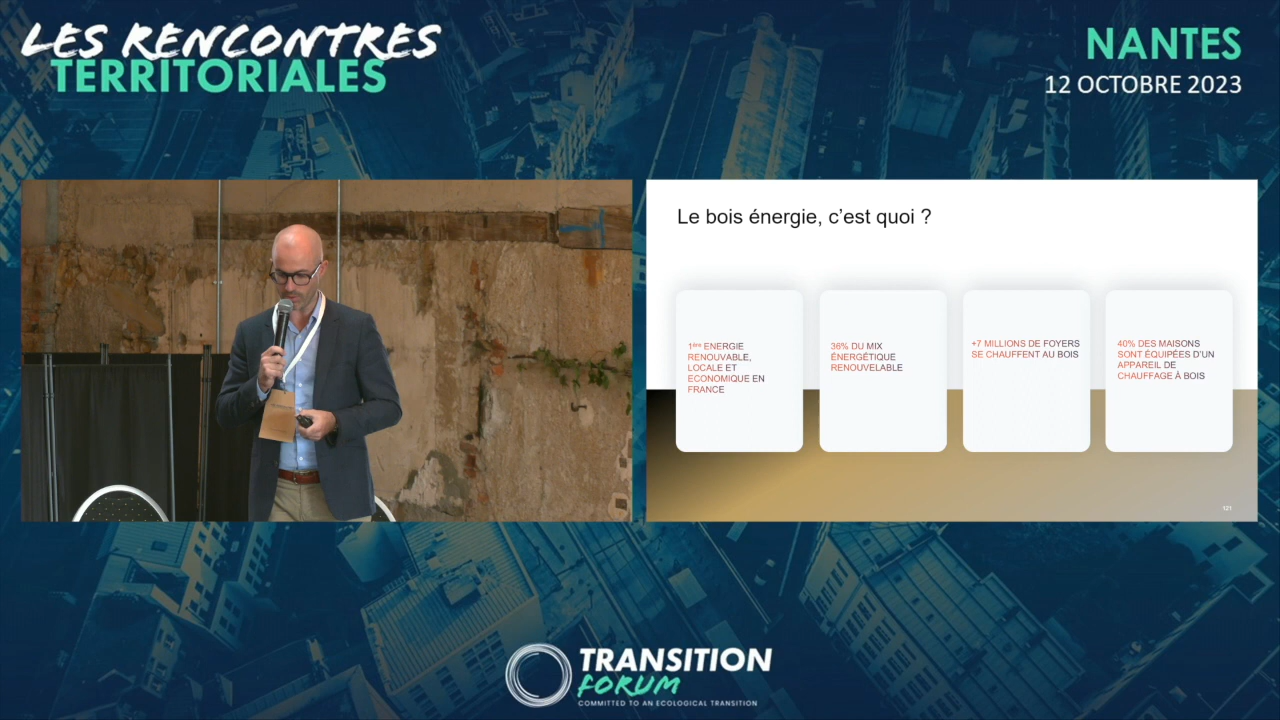 LES RENCONTRES
TERRITORIALES
NANTES
12 OCTOBRE 2023
Le bois énergie, c’est quoi ?
1ère ENERGIE
RENOUVABLE,
LOCALE ET
ECONOMIQUE EN
FRANCE
36% DU MIX
ÉNERGÉTIQUE
RENOUVELABLE
+7 MILLIONS DE FOYERS
SE CHAUFFENT AU BOIS
40% DES MAISONS
SONT ÉQUIPÉES D’UN
APPAREIL DE
CHAUFFAGE À BOIS
121
TRANSITION
FORUM
COMMITTED TO AN ECOLOGICAL TRANSITION